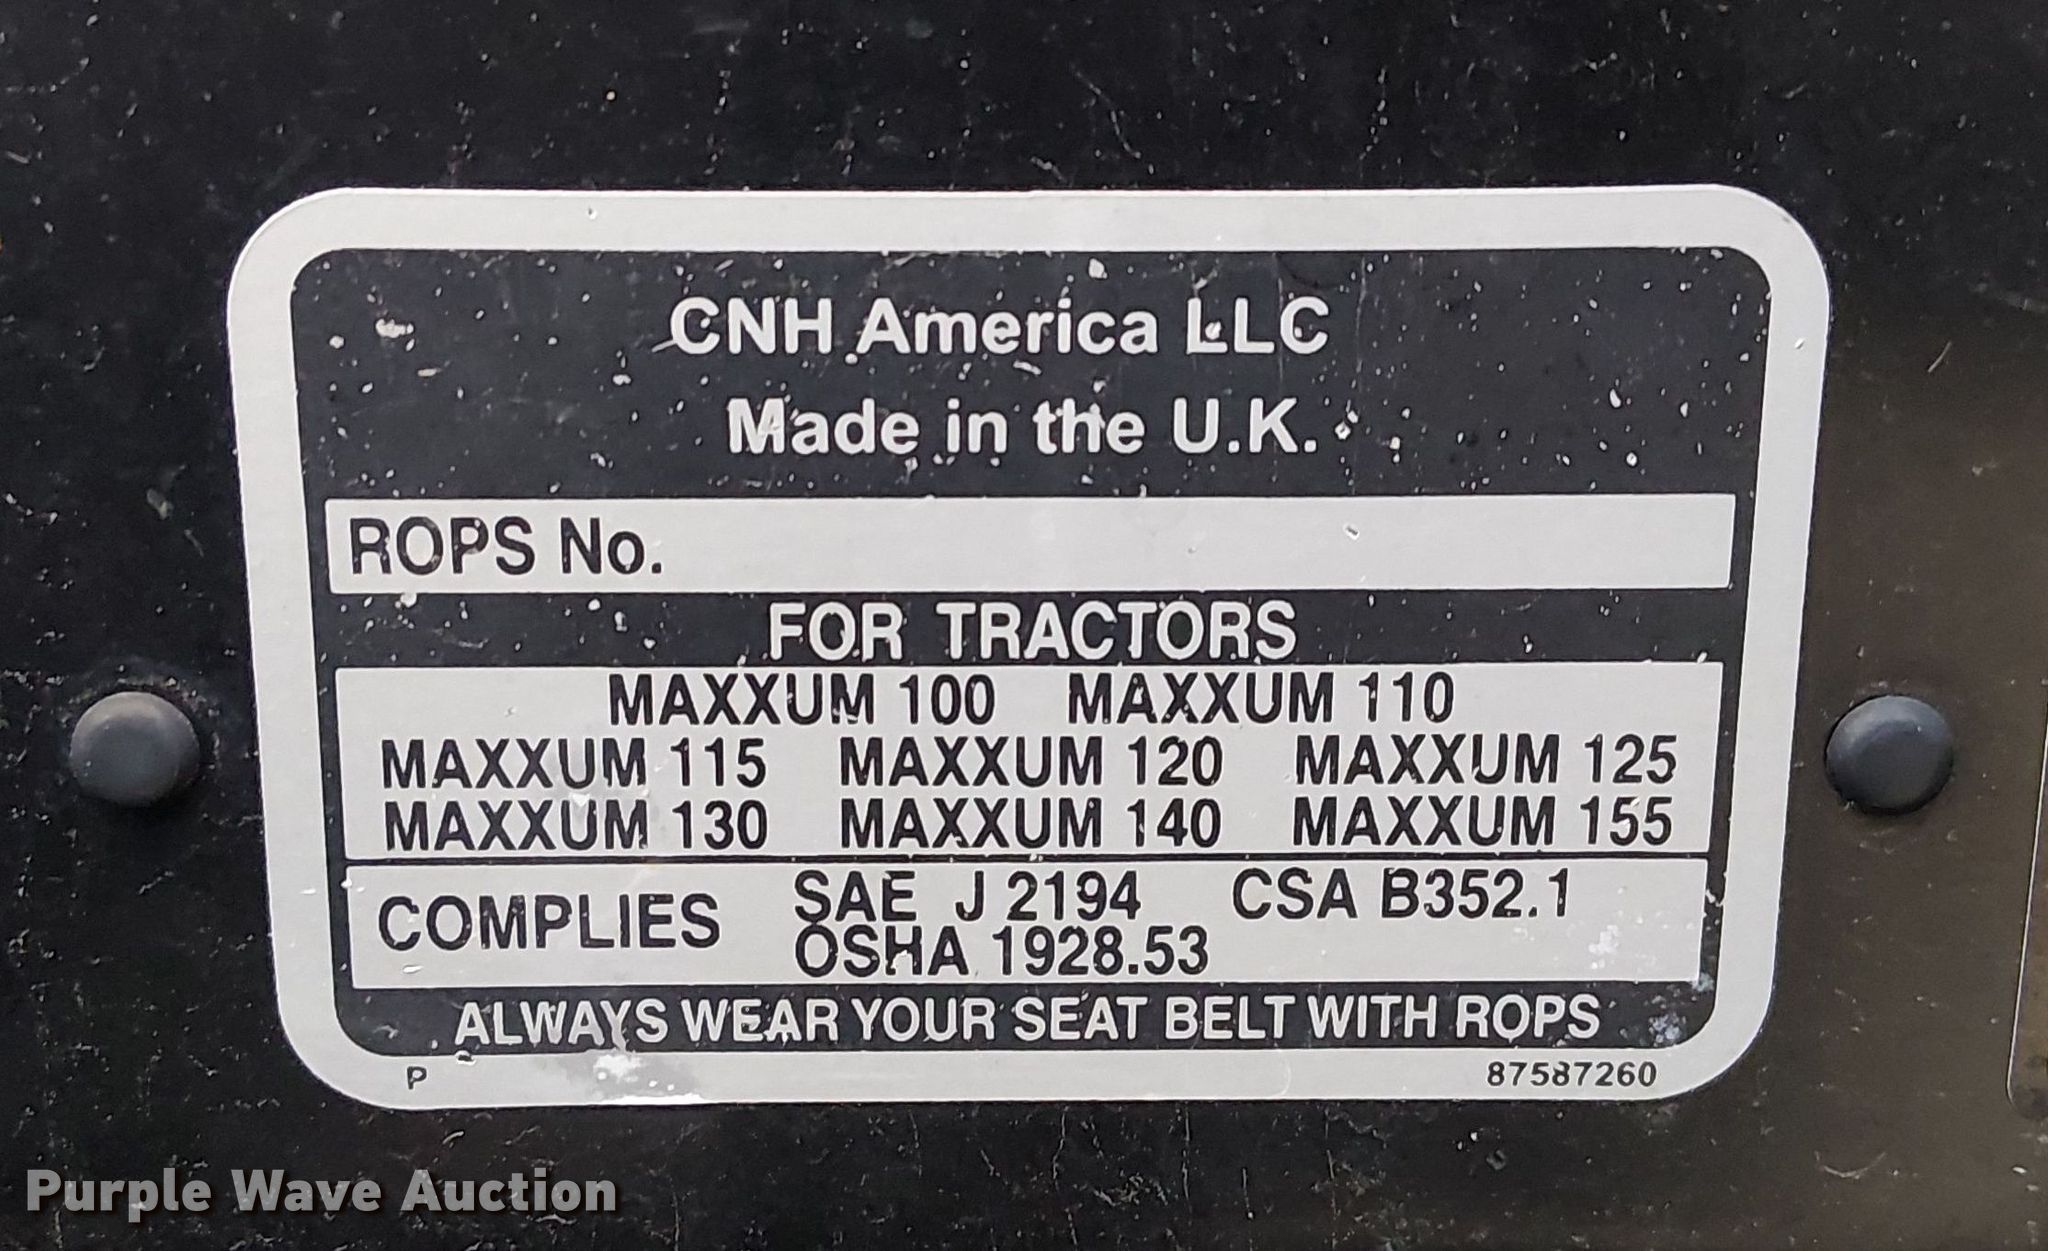 CNH America LLC
Made in the U.K.
ROPS No.
FOR TRACTORS
MAXXUM 100 MAXXUM 110
MAXXUM 115 MAXXUM 120 MAXXUM 125
MAXXUM 130 MAXXUM 140 MAXXUM 155
COMPLIES SAE J 2194 CSA B352.1
OSHA 1928.53
ALWAYS WEAR YOUR SEAT BELT WITH ROPS
P 87587260
Purple Wave Auction